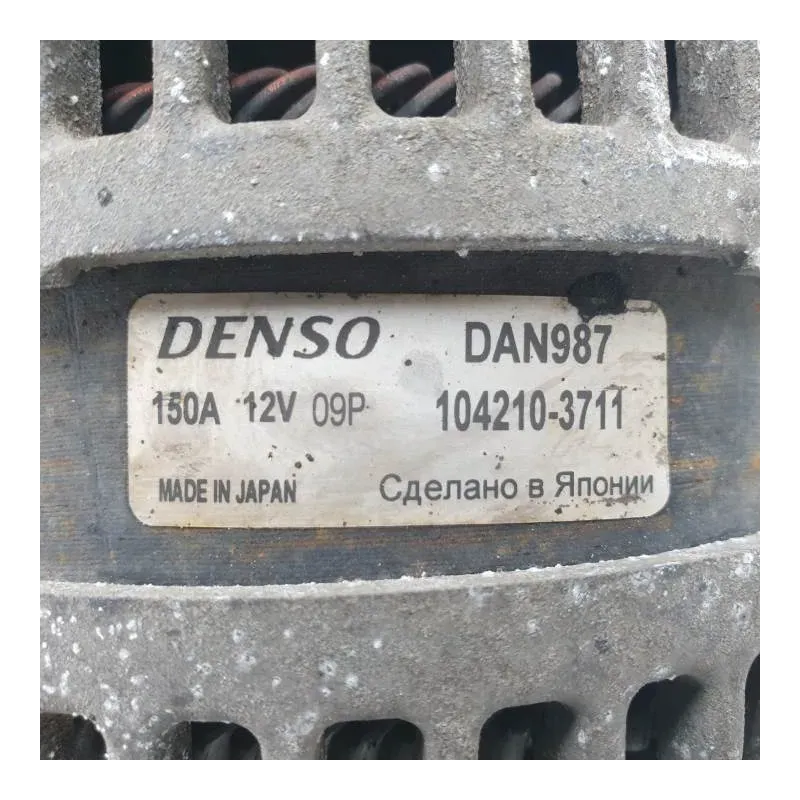 DENSO DAN987
150A 12V 09P 104210-3711
MADE IN JAPAN Сделано в Японии